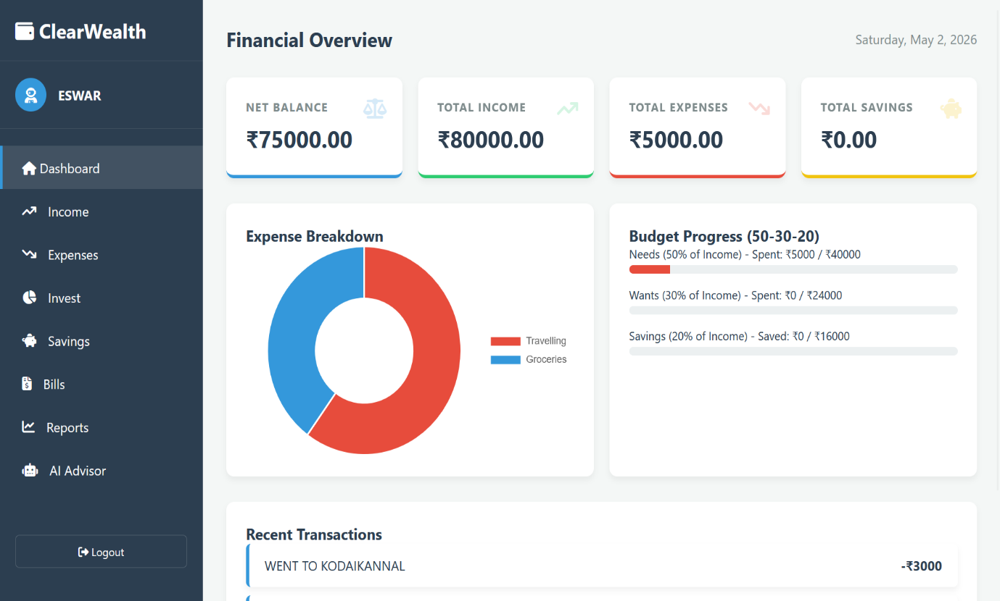 ClearWealth
ESWAR
Dashboard
Income
Expenses
Invest
Savings
Bills
Reports
AI Advisor
Logout
Financial Overview
Saturday, May 2, 2026
NET BALANCE
₹75000.00
TOTAL INCOME
₹80000.00
TOTAL EXPENSES
₹5000.00
TOTAL SAVINGS
₹0.00
Expense Breakdown
Travelling
Groceries
Budget Progress (50-30-20)
Needs (50% of Income) - Spent: ₹5000 / ₹40000
Wants (30% of Income) - Spent: ₹0 / ₹24000
Savings (20% of Income) - Saved: ₹0 / ₹16000
Recent Transactions
WENT TO KODAIKANNAL
-₹3000